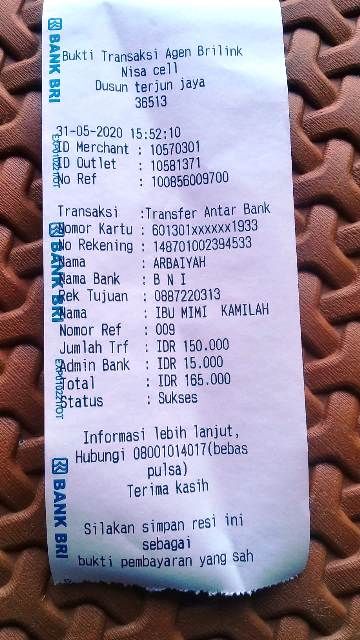 Bukti Transaksi Agen Brilink
Nisa cell
Dusun terjun jaya
36513
31-05-2020 15:52:10
ID Merchant : 10570301
ID Outlet : 10581371
No Ref : 100856009700
Transaksi :Transfer Antar Bank
Nomor Kartu : 601301xxxxxx1933
No Rekening : 148701002394533
Nama : ARBAIYAH
Nama Bank : B N I
Rek Tujuan : 0887220313
Nama : IBU MIMI KAMILAH
Nomor Ref : 009
Jumlah Trf : IDR 150.000
Admin Bank : IDR 15.000
Total : IDR 165.000
Status : Sukses
Informasi lebih lanjut,
Hubungi 08001014017(bebas
pulsa)
Terima kasih
Silakan simpan resi ini
sebagai
bukti pembayaran yang sah
BANK BRI
BANK BRI
BANK BRI